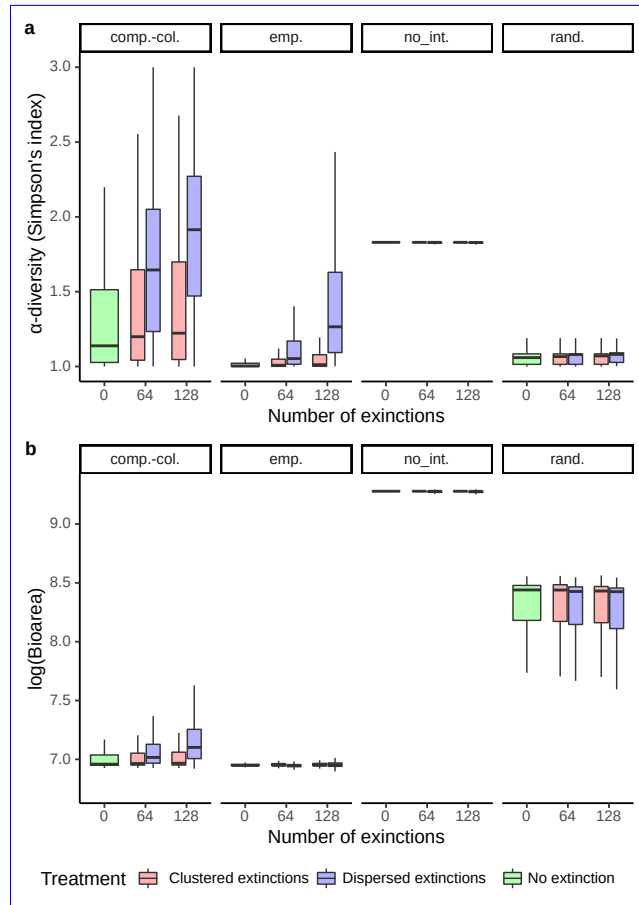 a
comp.-col. emp. no_int. rand.
3.0
2.5
2.0
1.5
1.0
α-diversity (Simpson's index)
0 64 128 0 64 128 0 64 128 0 64 128
Number of exinctions
b
comp.-col. emp. no_int. rand.
9.0
8.5
8.0
7.5
7.0
log(Bioarea)
0 64 128 0 64 128 0 64 128 0 64 128
Number of exinctions
Treatment Clustered extinctions Dispersed extinctions No extinction